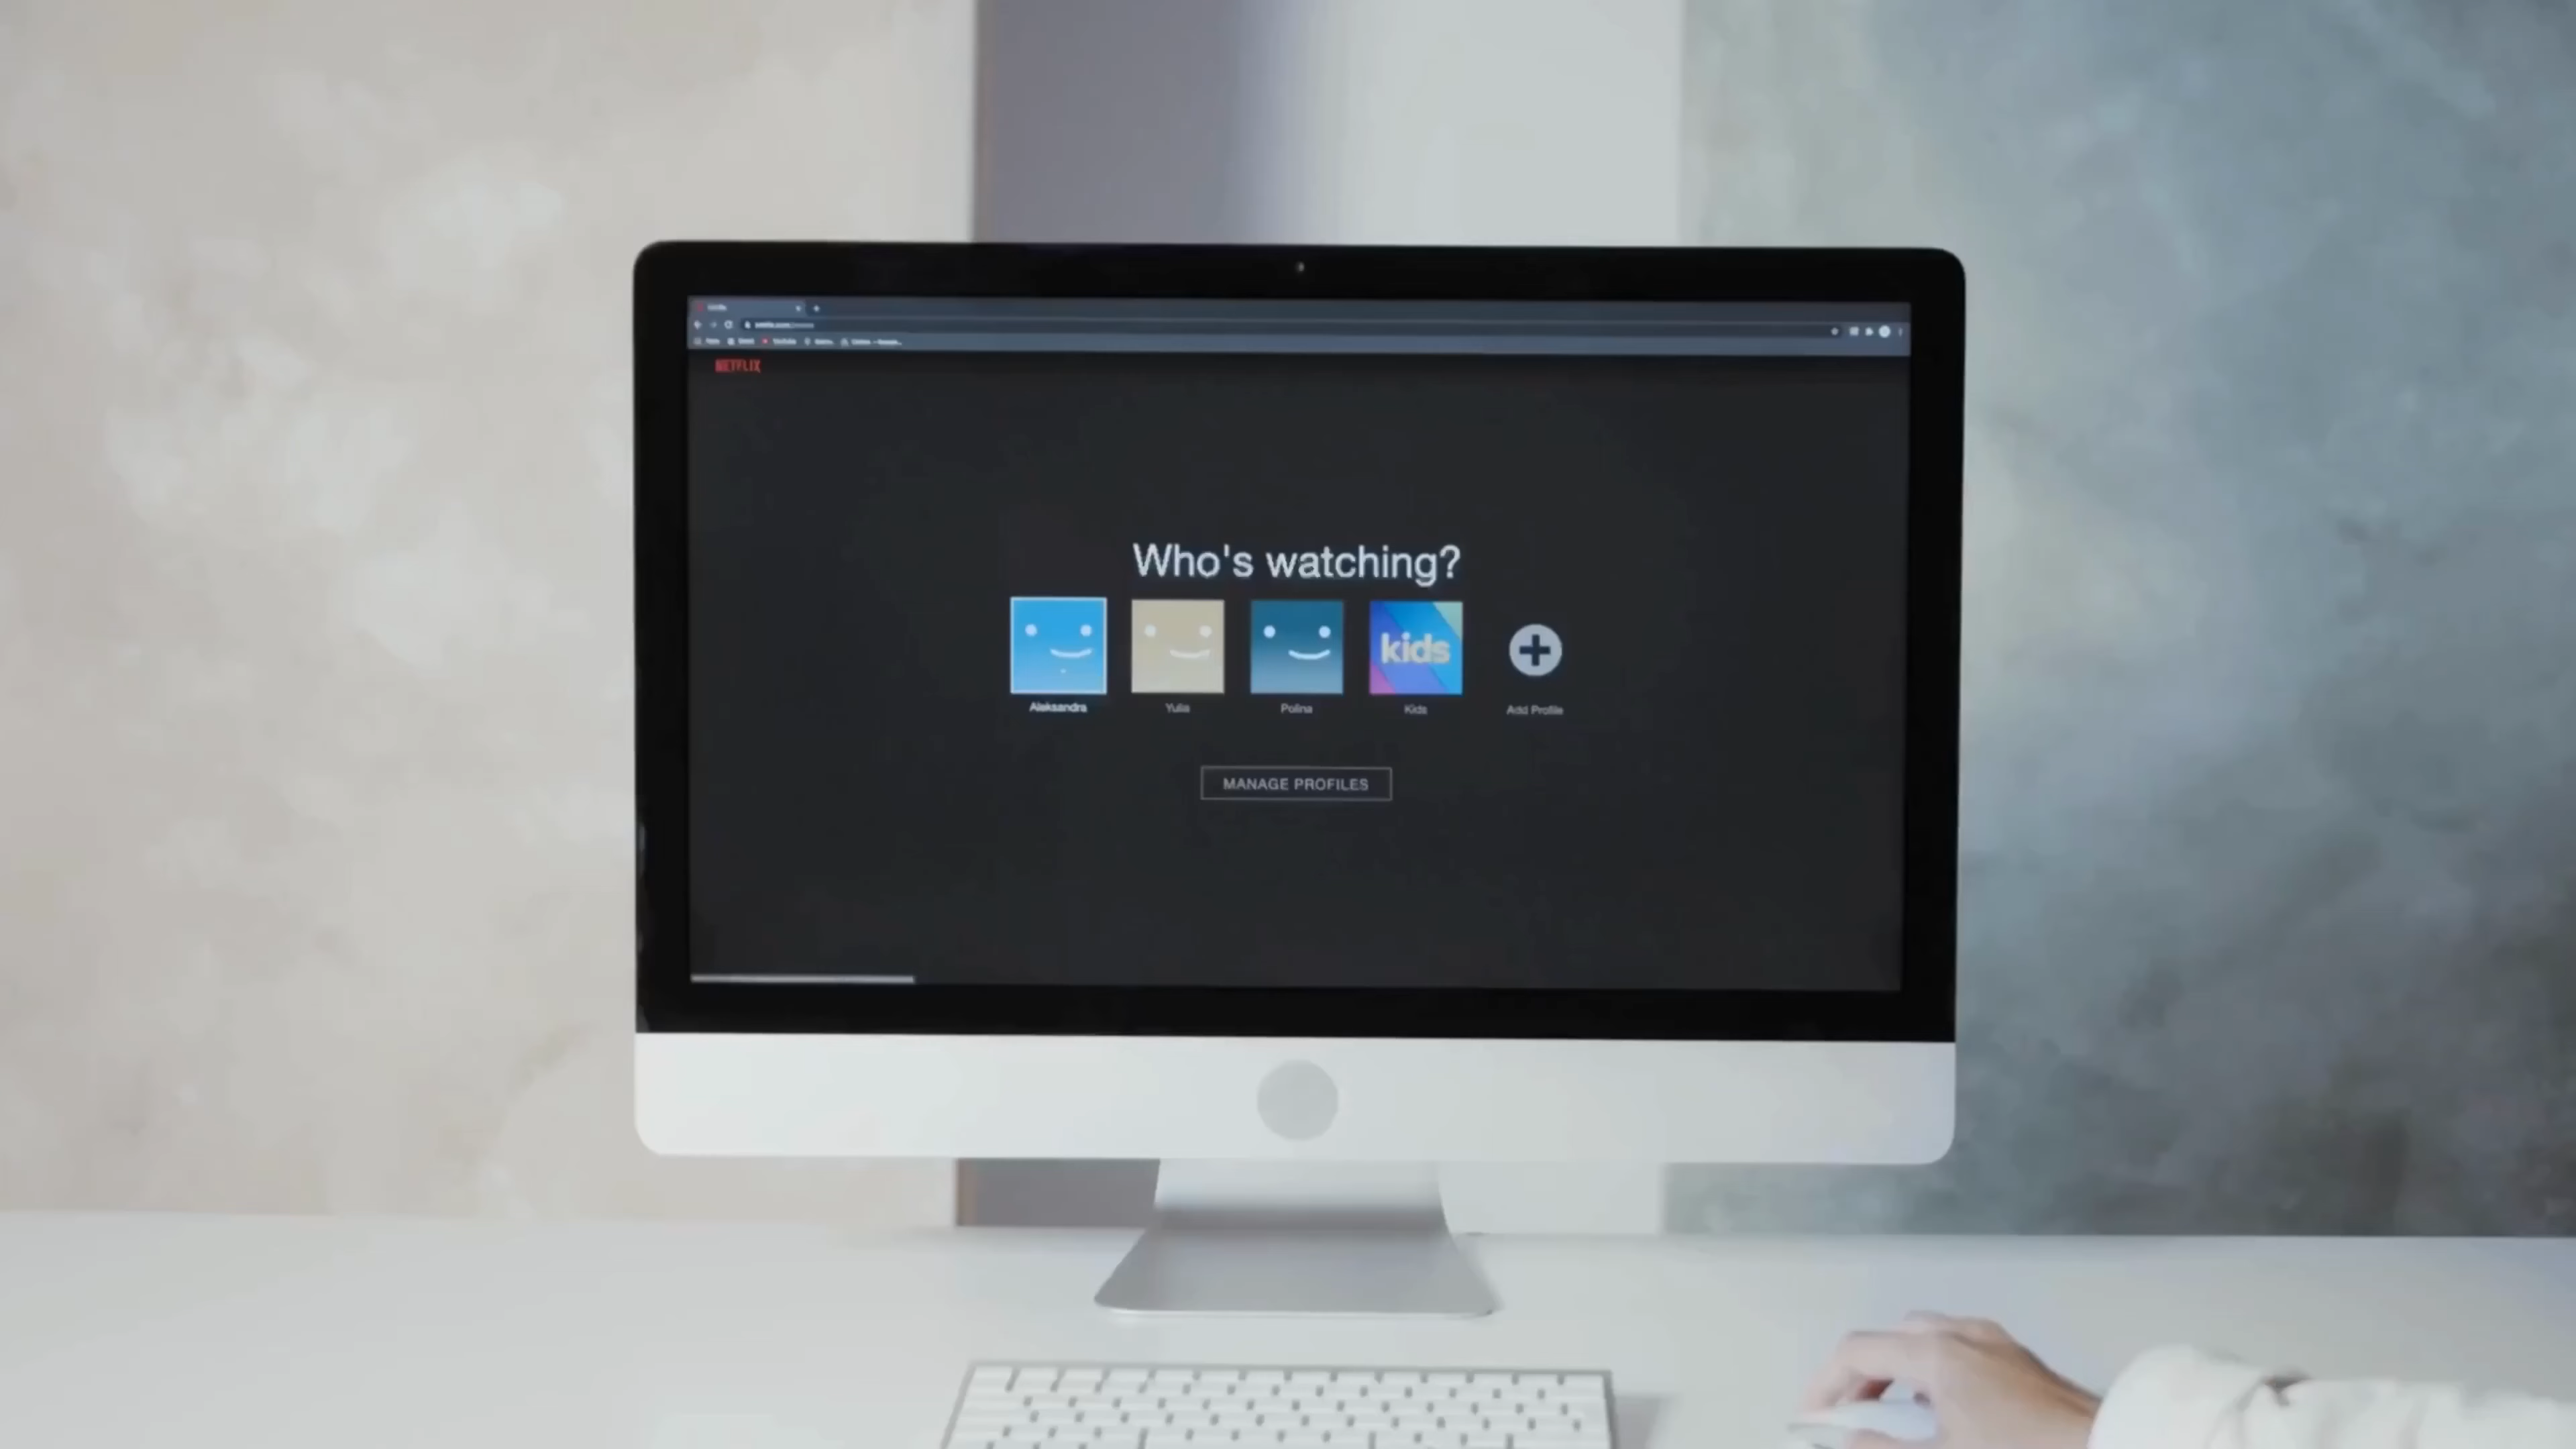 NETFLIX
Who's watching?
kids
Aleksandra
Yulia
Polina
Kids
Add Profile
MANAGE PROFILES